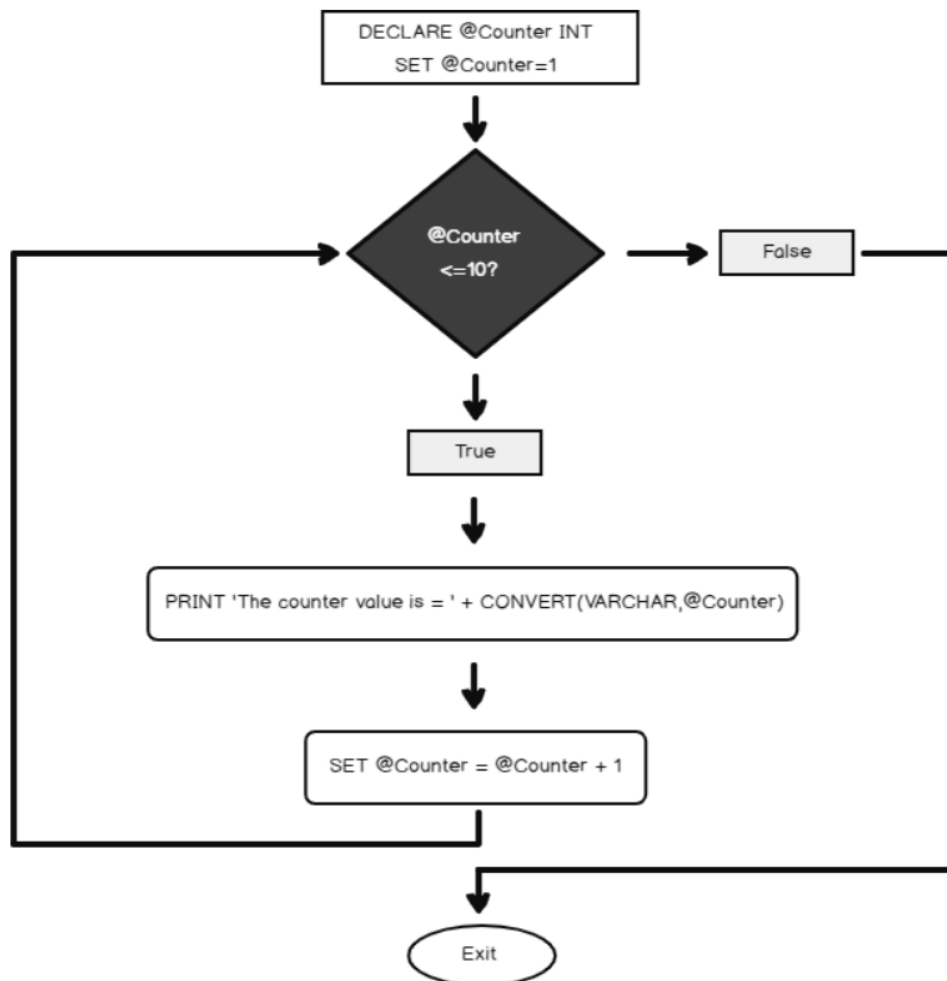 DECLARE @Counter INT
SET @Counter=1
@Counter
<=10?
False
True
PRINT 'The counter value is = ' + CONVERT(VARCHAR,@Counter)
SET @Counter = @Counter + 1
Exit